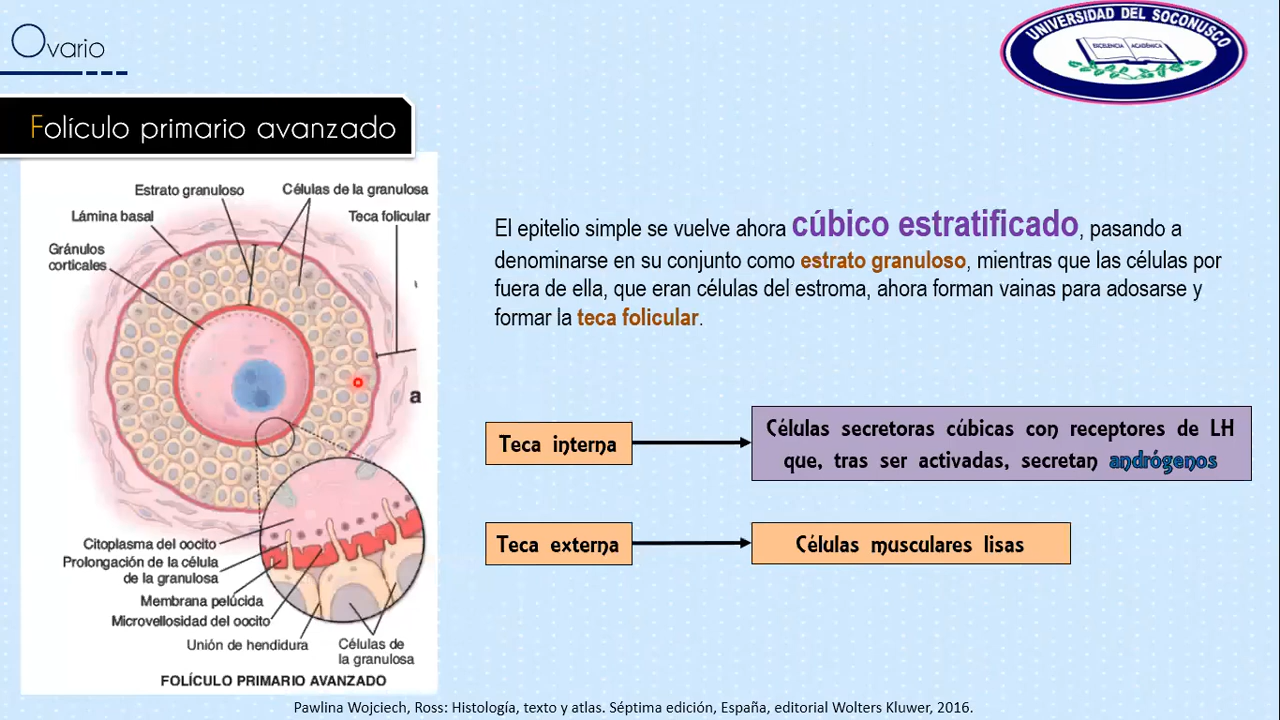 Ovario
UNIVERSIDAD DEL SOCONUSCO
EXCELENCIA ACADÉMICA
Folículo primario avanzado
Estrato granuloso
Células de la granulosa
Lámina basal
Teca folicular
Gránulos
corticales
a
Citoplasma del oocito
Prolongación de la célula
de la granulosa
Membrana pelúcida
Microvellosidad del oocito
Unión de hendidura
Células de
la granulosa
FOLÍCULO PRIMARIO AVANZADO
El epitelio simple se vuelve ahora cúbico estratificado, pasando a
denominarse en su conjunto como estrato granuloso, mientras que las células por
fuera de ella, que eran células del estroma, ahora forman vainas para adosarse y
formar la teca folicular.
Teca interna
Células secretoras cúbicas con receptores de LH
que, tras ser activadas, secretan andrógenos
Teca externa
Células musculares lisas
Pawlina Wojciech, Ross: Histología, texto y atlas. Séptima edición, España, editorial Wolters Kluwer, 2016.